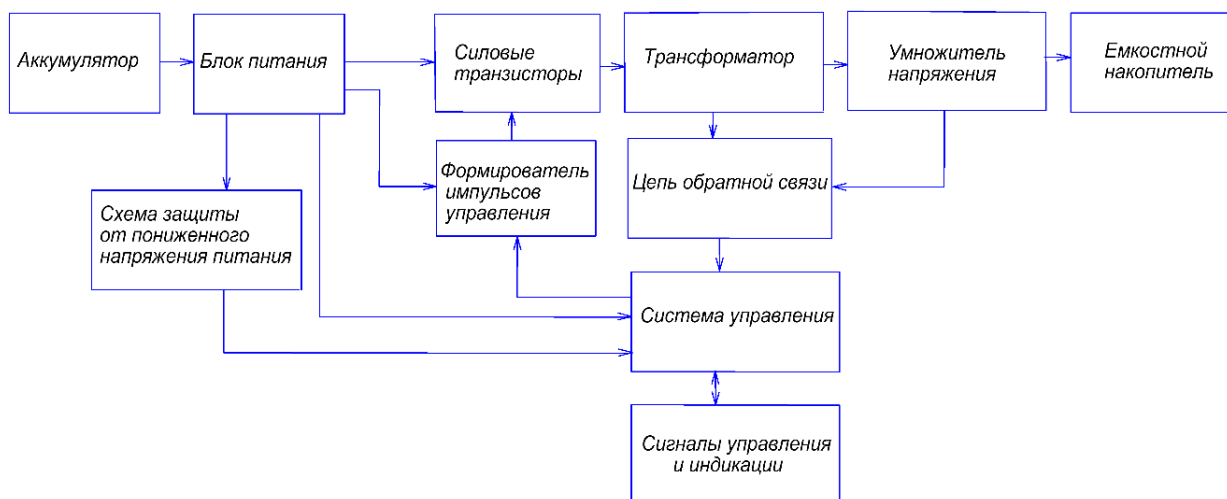 Аккумулятор
Блок питания
Силовые
транзисторы
Трансформатор
Умножитель
напряжения
Емкостной
накопитель
Формирователь
импульсов
управления
Цепь обратной связи
Схема защиты
от пониженного
напряжения питания
Система управления
Сигналы управления
и индикации